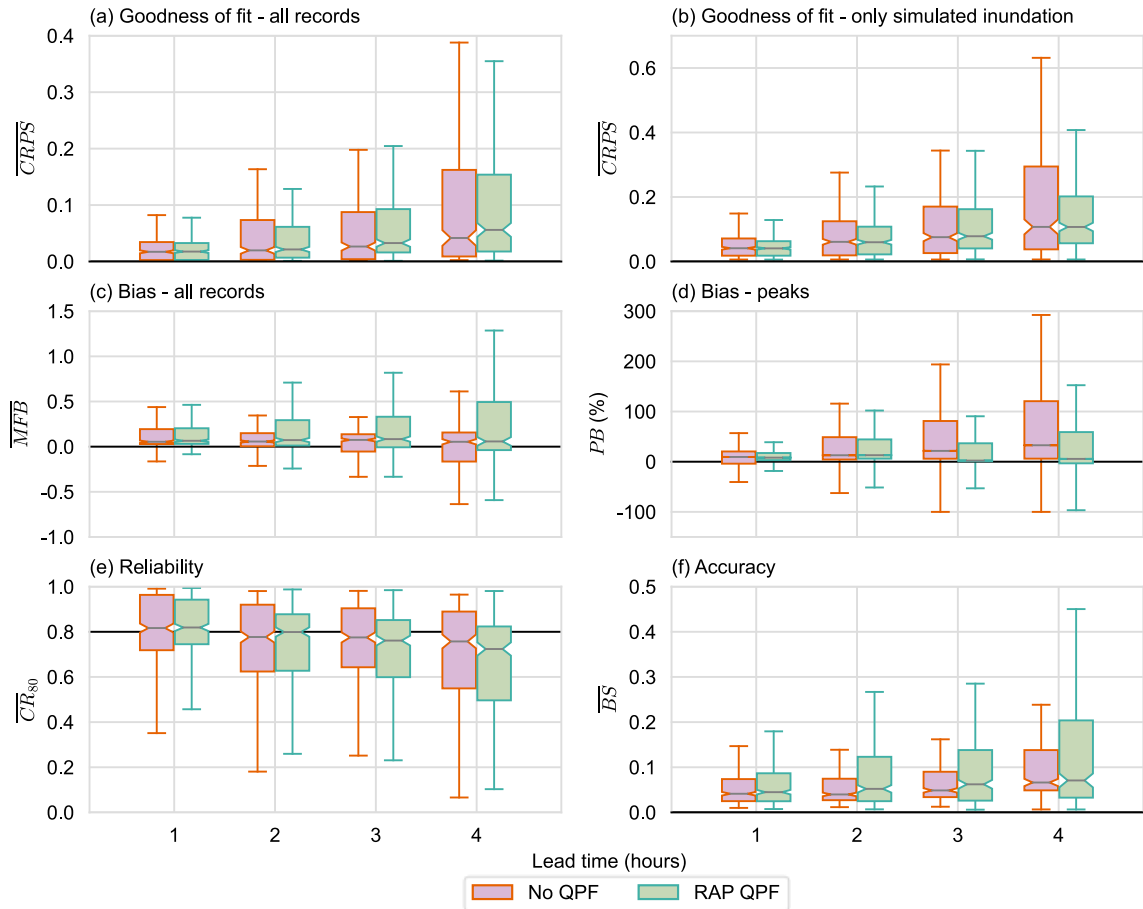 (a) Goodness of fit - all records
(b) Goodness of fit - only simulated inundation
0.4
0.3
0.2
0.1
0.0
CRPS
0.6
0.4
0.2
0.0
CRPS
(c) Bias - all records
(d) Bias - peaks
1.5
1.0
0.5
0.0
-0.5
-1.0
MFB
300
200
100
0
-100
PB (%)
(e) Reliability
(f) Accuracy
1.0
0.8
0.6
0.4
0.2
0.0
CR80
0.5
0.4
0.3
0.2
0.1
0.0
BS
1 2 3 4
1 2 3 4
Lead time (hours)
No QPF RAP QPF